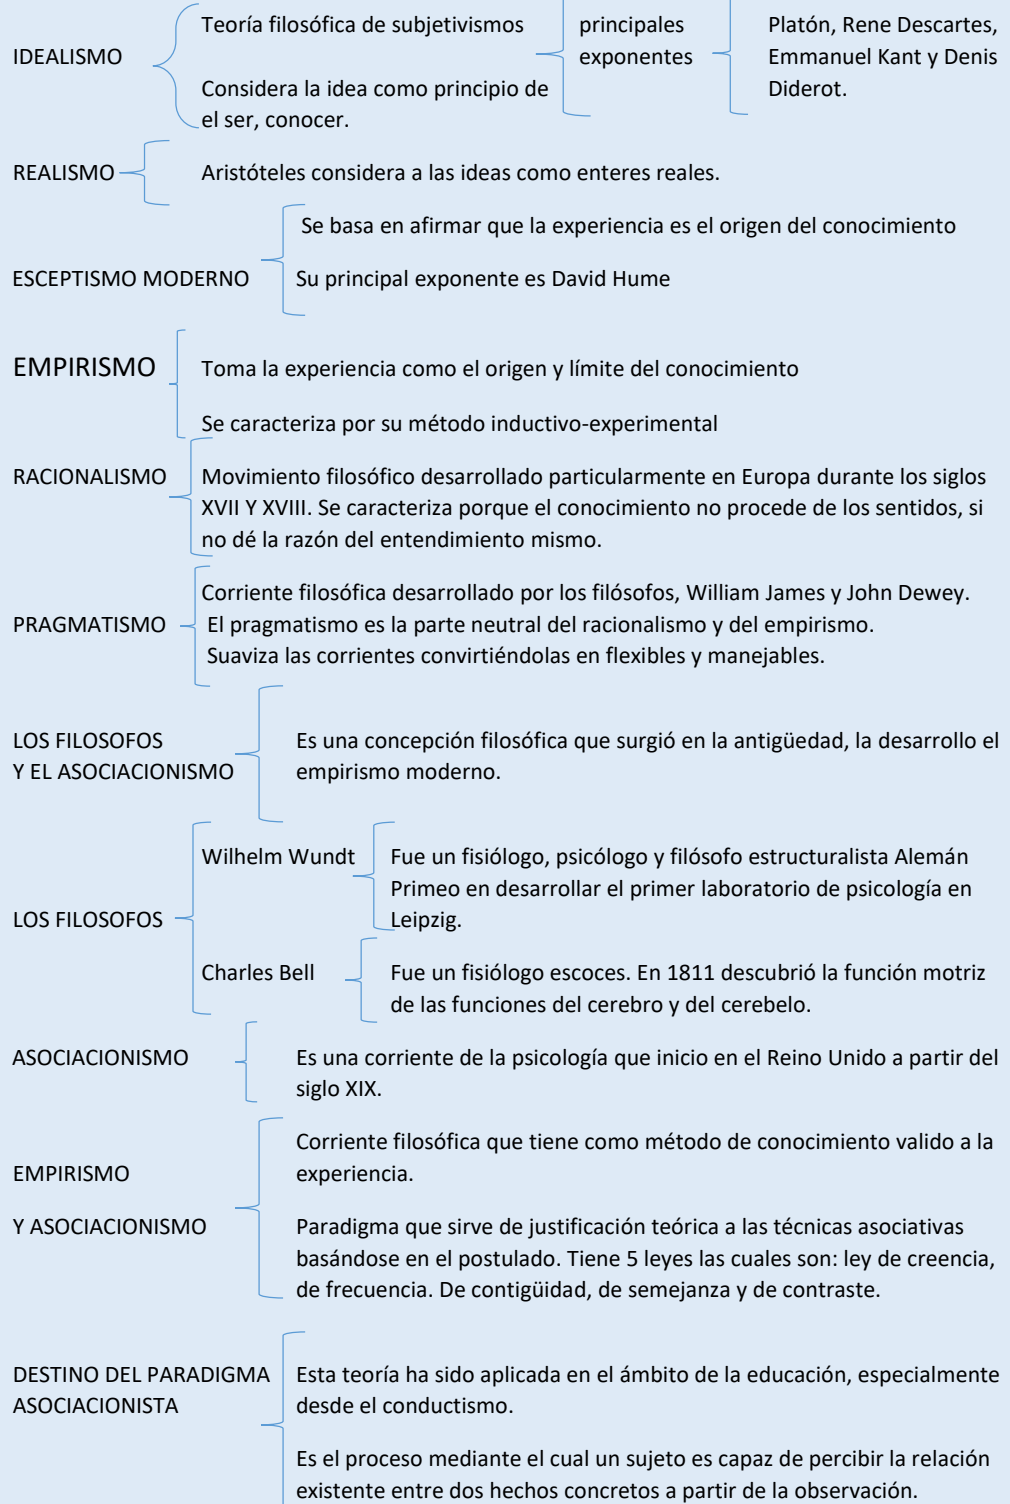 IDEALISMO
Teoría filosófica de subjetivismos
Considera la idea como principio de
el ser, conocer.
principales
exponentes
Platón, Rene Descartes,
Emmanuel Kant y Denis
Diderot.
REALISMO
Aristóteles considera a las ideas como enteres reales.
ESCEPTISMO MODERNO
Se basa en afirmar que la experiencia es el origen del conocimiento
Su principal exponente es David Hume
EMPIRISMO
Toma la experiencia como el origen y límite del conocimiento
Se caracteriza por su método inductivo-experimental
RACIONALISMO
Movimiento filosófico desarrollado particularmente en Europa durante los siglos
XVII Y XVIII. Se caracteriza porque el conocimiento no procede de los sentidos, si
no dé la razón del entendimiento mismo.
PRAGMATISMO
Corriente filosófica desarrollado por los filósofos, William James y John Dewey.
El pragmatismo es la parte neutral del racionalismo y del empirismo.
Suaviza las corrientes convirtiéndolas en flexibles y manejables.
LOS FILOSOFOS
Y EL ASOCIACIONISMO
Es una concepción filosófica que surgió en la antigüedad, la desarrollo el
empirismo moderno.
LOS FILOSOFOS
Wilhelm Wundt
Fue un fisiólogo, psicólogo y filósofo estructuralista Alemán
Primeo en desarrollar el primer laboratorio de psicología en
Leipzig.
Charles Bell
Fue un fisiólogo escoces. En 1811 descubrió la función motriz
de las funciones del cerebro y del cerebelo.
ASOCIACIONISMO
Es una corriente de la psicología que inicio en el Reino Unido a partir del
siglo XIX.
EMPIRISMO
Y ASOCIACIONISMO
Corriente filosófica que tiene como método de conocimiento valido a la
experiencia.
Paradigma que sirve de justificación teórica a las técnicas asociativas
basándose en el postulado. Tiene 5 leyes las cuales son: ley de creencia,
de frecuencia. De contigüidad, de semejanza y de contraste.
DESTINO DEL PARADIGMA
ASOCIACIONISTA
Esta teoría ha sido aplicada en el ámbito de la educación, especialmente
desde el conductismo.
Es el proceso mediante el cual un sujeto es capaz de percibir la relación
existente entre dos hechos concretos a partir de la observación.